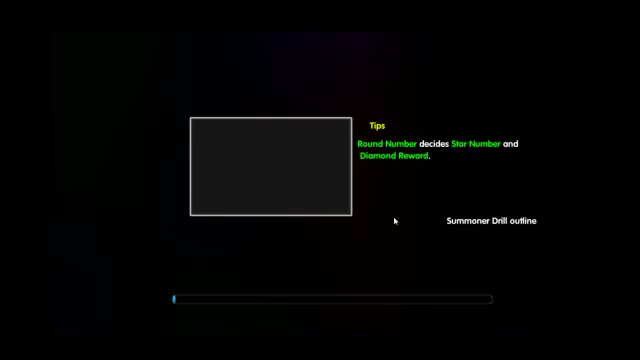 Tips
Round Number decides Star Number and
Diamond Reward.
Summoner Drill outline